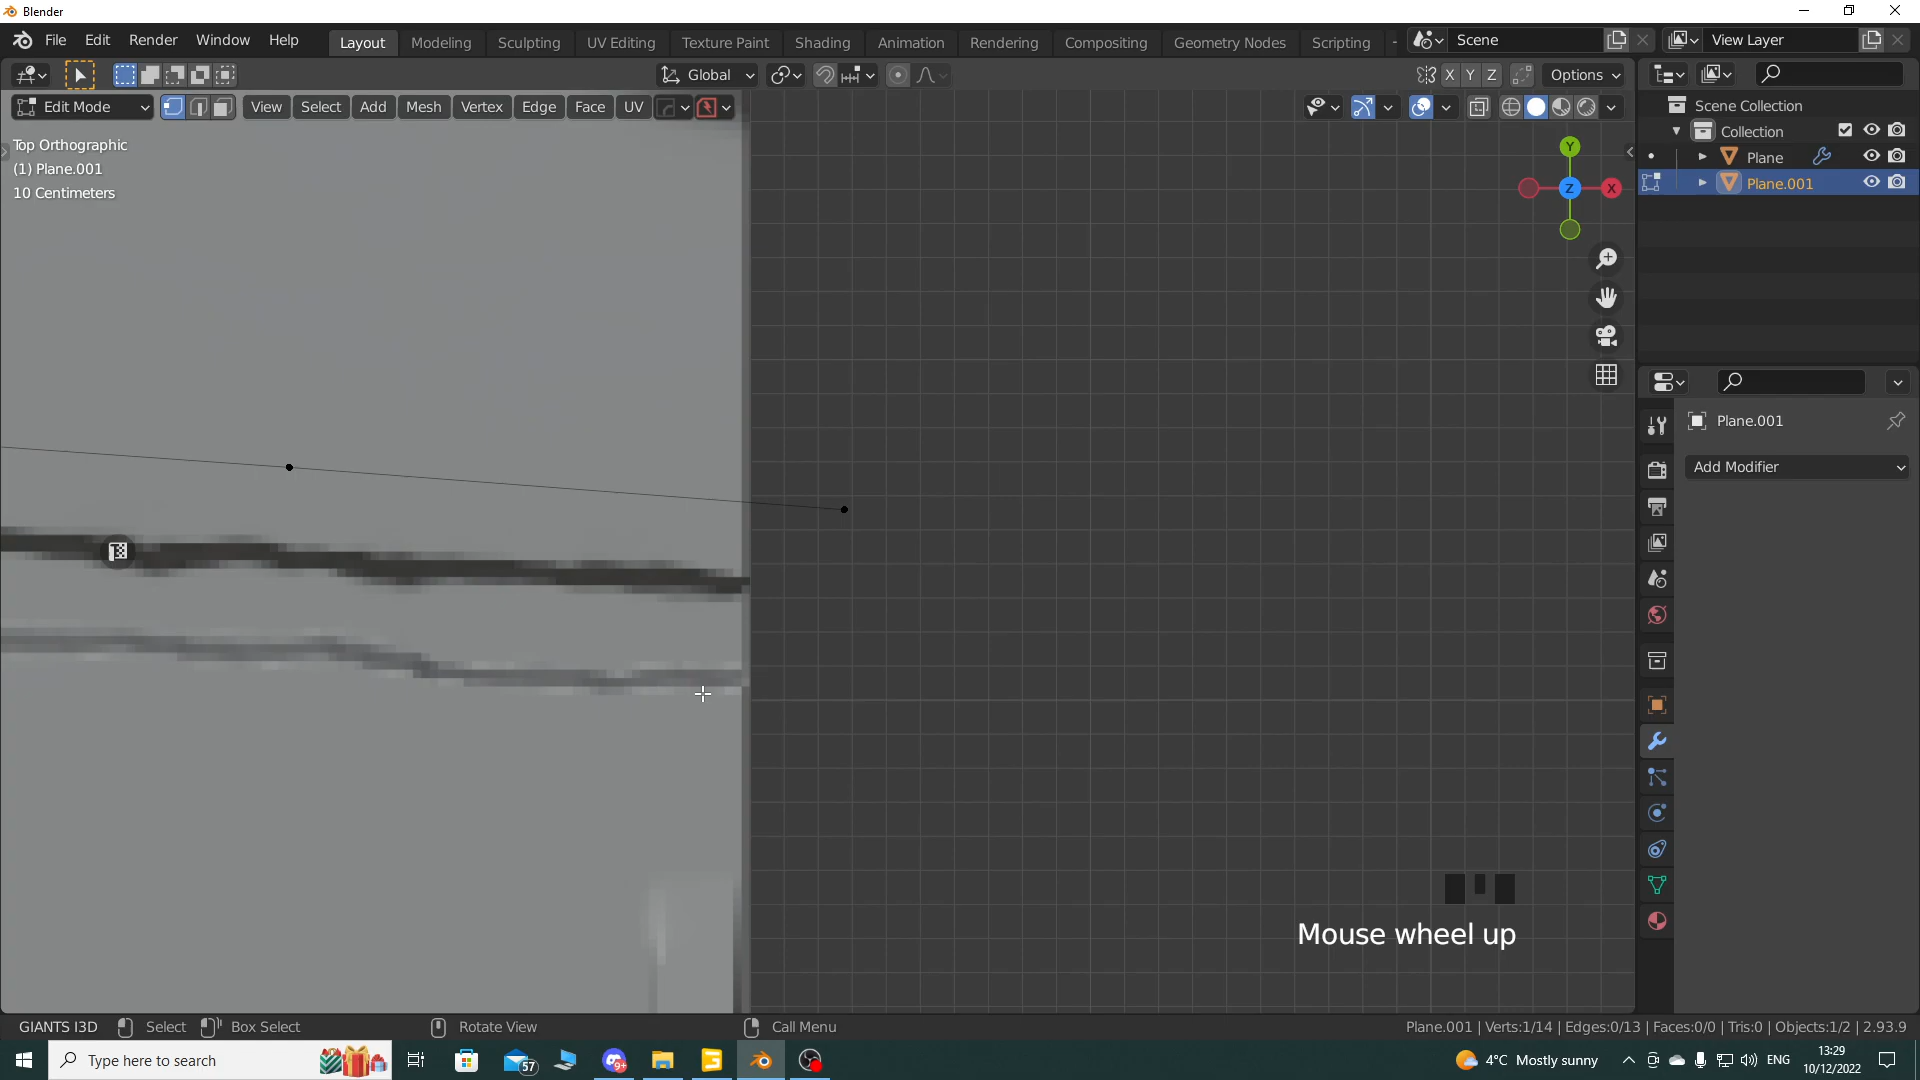 Blender
File Edit Render Window Help Layout Modeling Sculpting UV Editing Texture Paint Shading Animation Rendering Compositing Geometry Nodes Scripting Scene View Layer
Global X Y Z Options
Edit Mode View Select Add Mesh Vertex Edge Face UV
Scene Collection
Collection
Plane
Plane.001
Top Orthographic
(1) Plane.001
10 Centimeters
Y
Z X
Plane.001
Add Modifier
Mouse wheel up
GIANTS I3D Select Box Select Rotate View Call Menu Plane.001 | Verts:1/14 | Edges:0/13 | Faces:0/0 | Tris:0 | Objects:1/2 | 2.93.9
Type here to search 57 9+ 4°C Mostly sunny ENG 13:29
10/12/2022